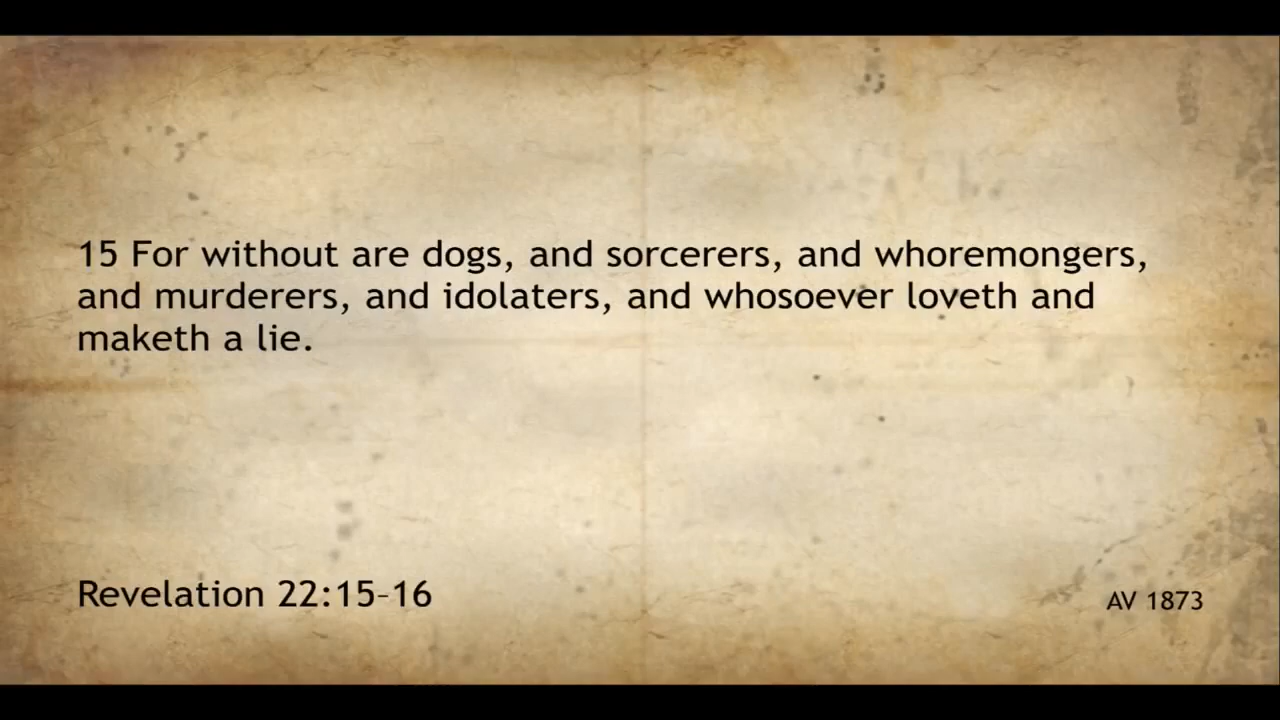 15 For without are dogs, and sorcerers, and whoremongers,
and murderers, and idolaters, and whosoever loveth and
maketh a lie.
Revelation 22:15–16
AV 1873